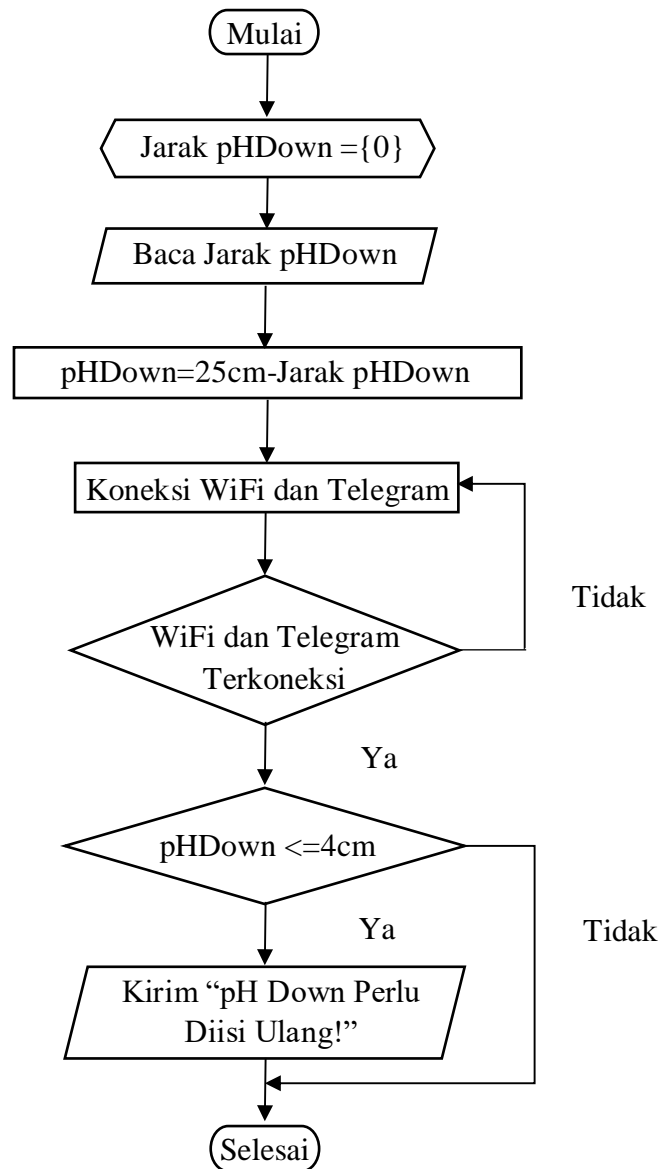 Mulai
Jarak pHDown ={0}
Baca Jarak pHDown
pHDown=25cm-Jarak pHDown
Koneksi WiFi dan Telegram
Tidak
WiFi dan Telegram
Terkoneksi
Ya
pHDown <=4cm
Ya
Tidak
Kirim “pH Down Perlu
Diisi Ulang!”
Selesai